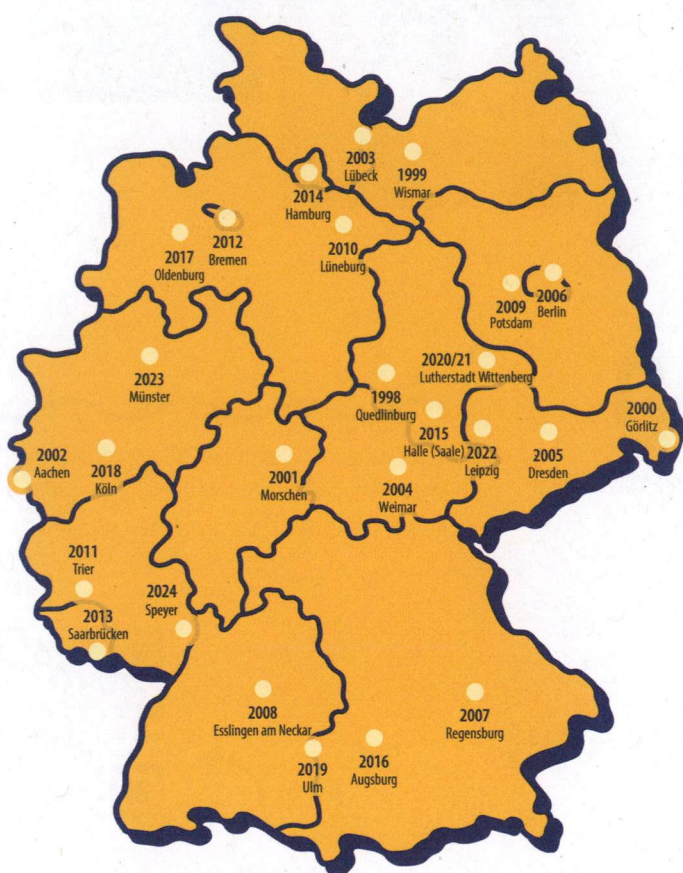 2003
Lübeck
1999
Wismar
2014
Hamburg
2012
Bremen
2010
Lüneburg
2017
Oldenburg
2009
Potsdam
2006
Berlin
2023
Münster
2020/21
Lutherstadt Wittenberg
1998
Quedlinburg
2000
Görlitz
2015
Halle (Saale)
2022
Leipzig
2005
Dresden
2002
Aachen
2018
Köln
2001
Morschen
2004
Weimar
2011
Trier
2024
Speyer
2013
Saarbrücken
2008
Esslingen am Neckar
2007
Regensburg
2019
Ulm
2016
Augsburg